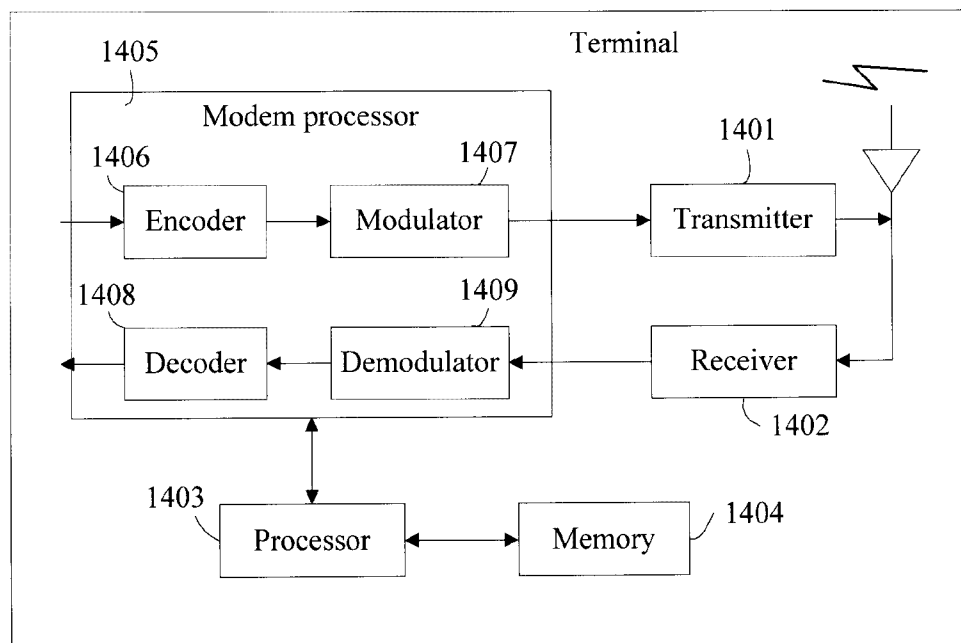 Terminal
1405
Modem processor
1406
1407
1401
Encoder
Modulator
Transmitter
1408
1409
Decoder
Demodulator
Receiver
1402
1403
1404
Processor
Memory